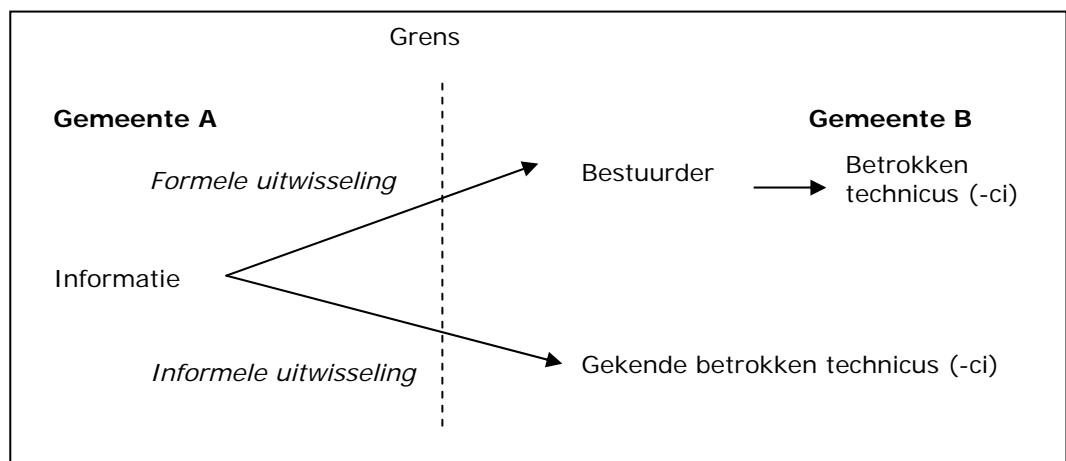 Grens
Gemeente A
Gemeente B
Formele uitwisseling
Bestuurder
Betrokken
technicus (-ci)
Informatie
Informele uitwisseling
Gekende betrokken technicus (-ci)